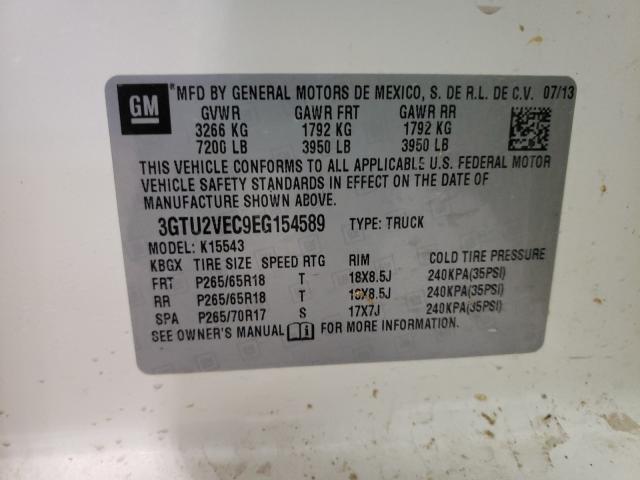 GM
*MFD BY GENERAL MOTORS DE MEXICO, S. DE R.L. DE C.V. 07/13
GVWR GAWR FRT GAWR RR
3266 KG 1792 KG 1792 KG
7200 LB 3950 LB 3950 LB
THIS VEHICLE CONFORMS TO ALL APPLICABLE U.S. FEDERAL MOTOR
VEHICLE SAFETY STANDARDS IN EFFECT ON THE DATE OF
MANUFACTURE SHOWN ABOVE.
3GTU2VEC9EG154589 TYPE: TRUCK
MODEL: K15543
KBGX TIRE SIZE SPEED RTG RIM COLD TIRE PRESSURE
FRT P265/65R18 T 18X8.5J 240KPA(35PSI)
RR P265/65R18 T 18X8.5J 240KPA(35PSI)
SPA P265/70R17 S 17X7J 240KPA(35PSI)
SEE OWNER'S MANUAL FOR MORE INFORMATION.